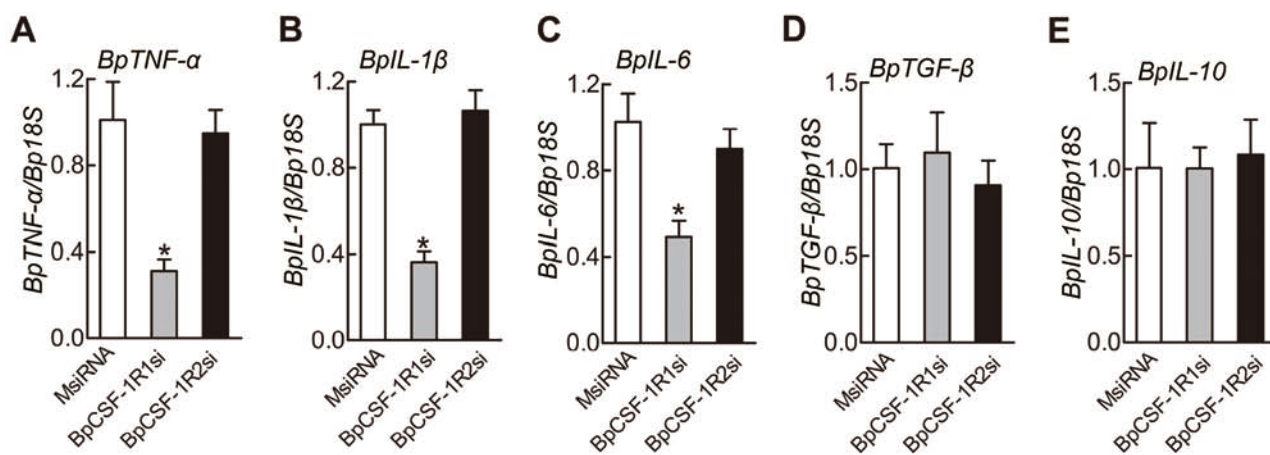 A
BpTNF-α
BpTNF-α/Bp18S
1.2
0.8
0.4
0.0
*
MsiRNA
BpCSF-1R1si
BpCSF-1R2si
B
BpIL-1β
BpIL-1β/Bp18S
1.2
0.8
0.4
0.0
*
MsiRNA
BpCSF-1R1si
BpCSF-1R2si
C
BpIL-6
BpIL-6/Bp18S
1.2
0.8
0.4
0.0
*
MsiRNA
BpCSF-1R1si
BpCSF-1R2si
D
BpTGF-β
BpTGF-β/Bp18S
1.5
1.0
0.5
0.0
MsiRNA
BpCSF-1R1si
BpCSF-1R2si
E
BpIL-10
BpIL-10/Bp18S
1.5
1.0
0.5
0.0
MsiRNA
BpCSF-1R1si
BpCSF-1R2si